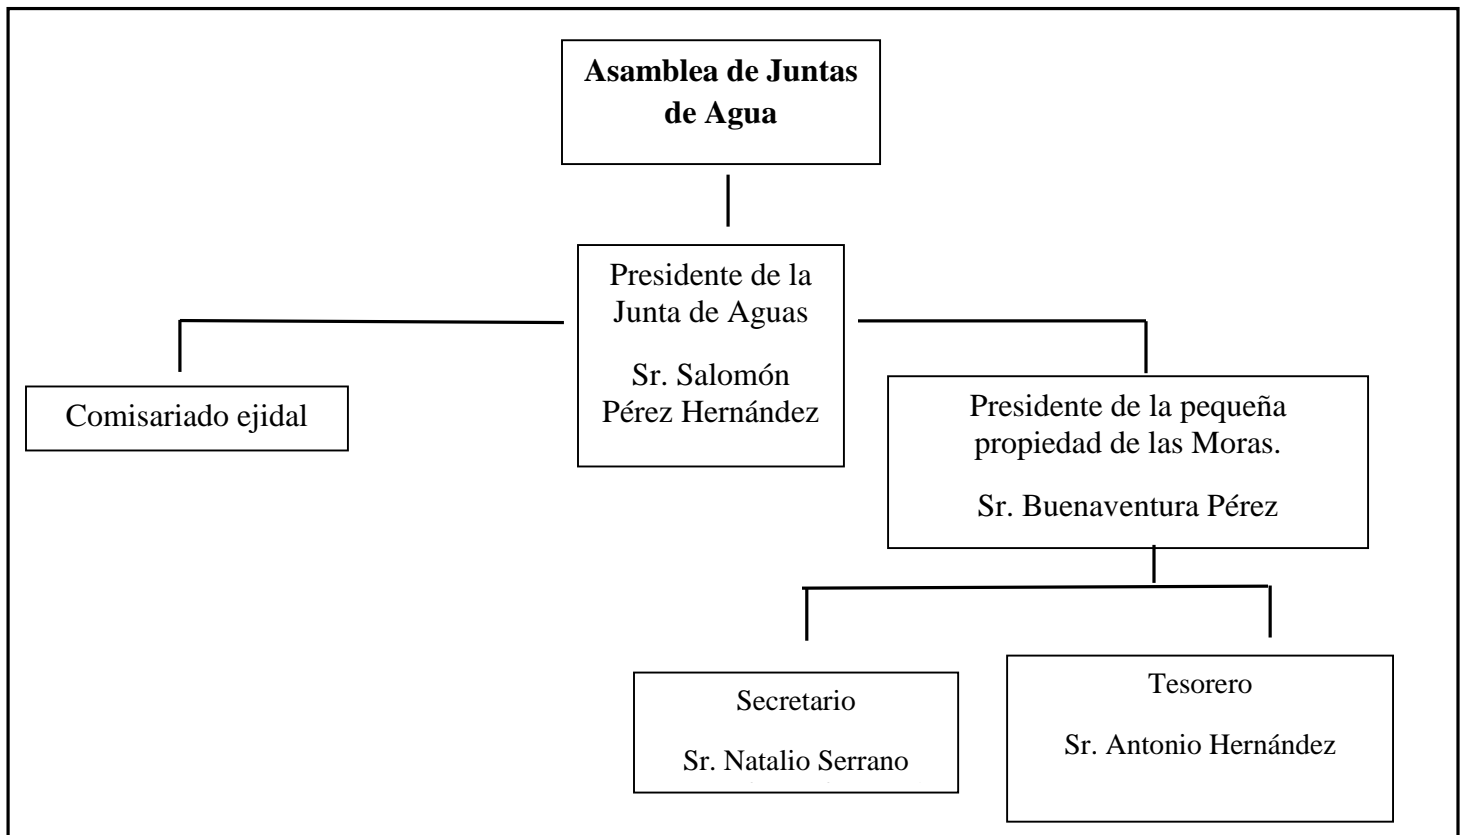 Asamblea de Juntas
de Agua
Presidente de la
Junta de Aguas
Sr. Salomón
Pérez Hernández
Comisariado ejidal
Presidente de la pequeña
propiedad de las Moras.
Sr. Buenaventura Pérez
Secretario
Sr. Natalio Serrano
Tesorero
Sr. Antonio Hernández